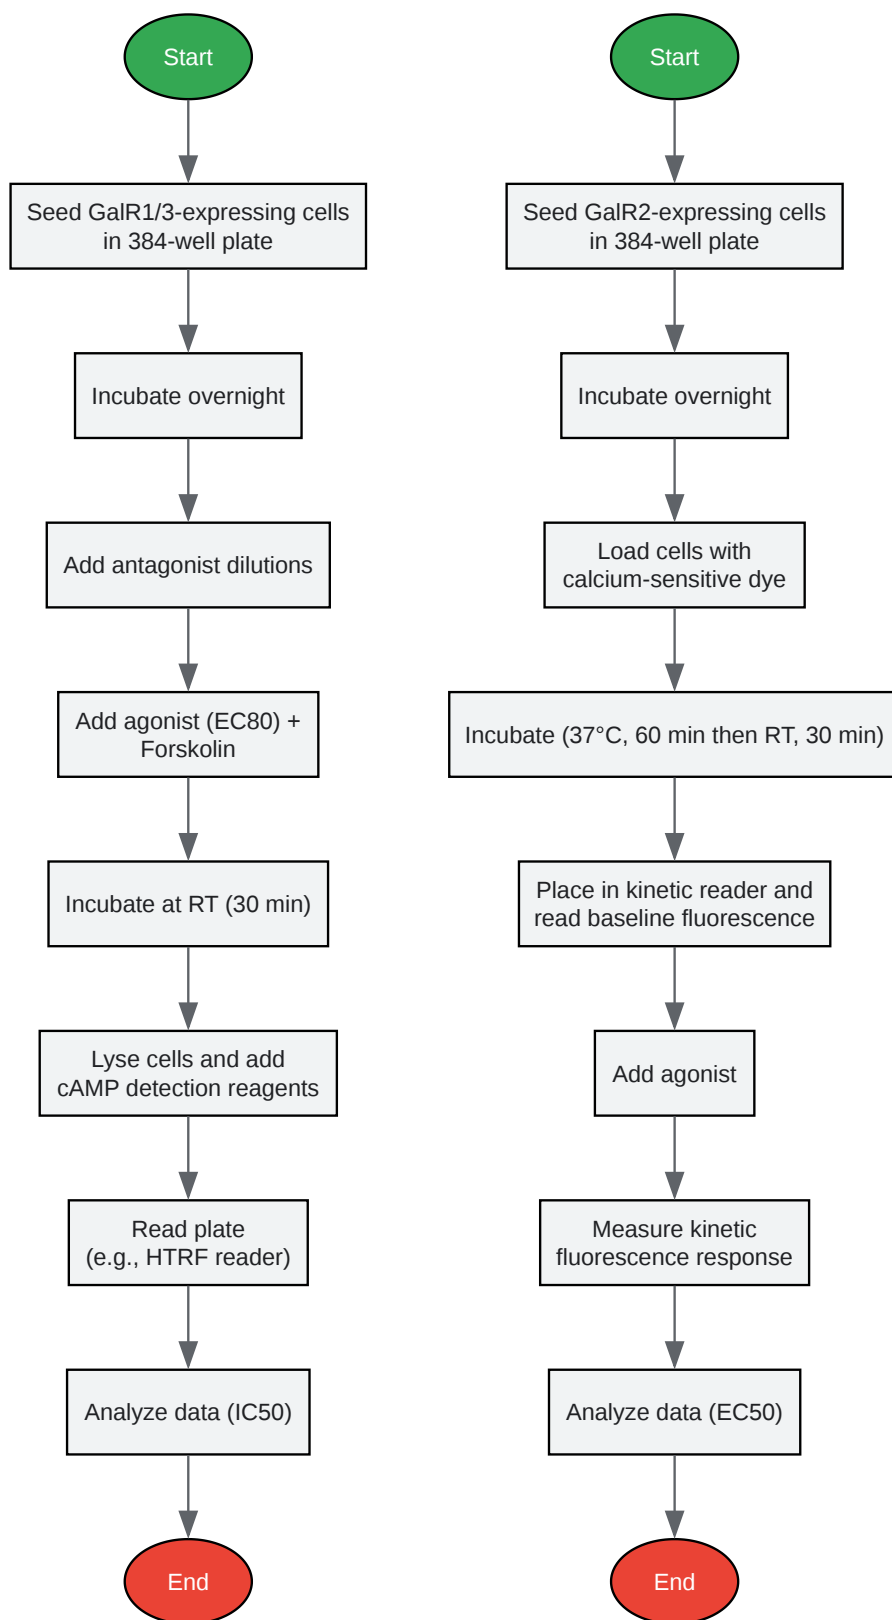 Start
Seed GalR1/3-expressing cells
in 384-well plate
Incubate overnight
Add antagonist dilutions
Add agonist (EC80) +
Forskolin
Incubate at RT (30 min)
Lyse cells and add
cAMP detection reagents
Read plate
(e.g., HTRF reader)
Analyze data (IC50)
End
Start
Seed GalR2-expressing cells
in 384-well plate
Incubate overnight
Load cells with
calcium-sensitive dye
Incubate (37°C, 60 min then RT, 30 min)
Place in kinetic reader and
read baseline fluorescence
Add agonist
Measure kinetic
fluorescence response
Analyze data (EC50)
End